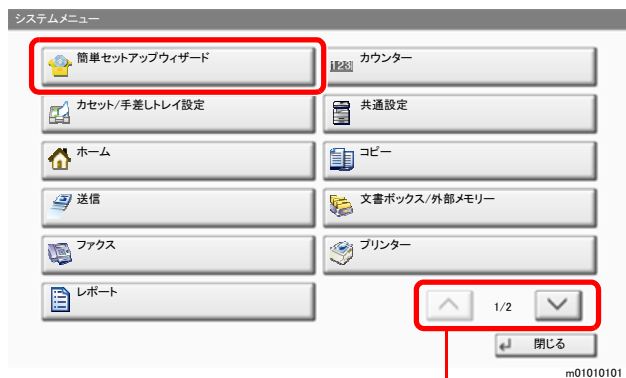 システムメニュー
簡単セットアップウィザード
123 カウンター
カセット/手差しトレイ設定
共通設定
ホーム
コピー
送信
文書ボックス/外部メモリー
ファクス
プリンター
レポート
1/2
閉じる
m01010101